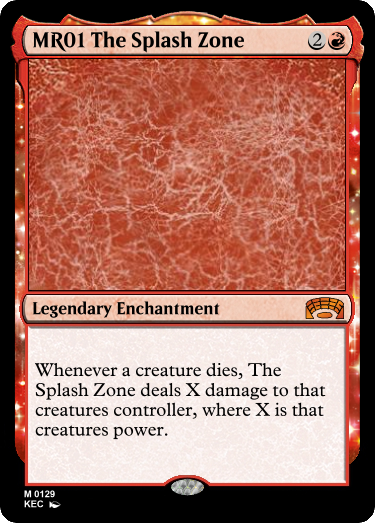 MR01 The Splash Zone 2
Legendary Enchantment
Whenever a creature dies, The
Splash Zone deals X damage to that
creatures controller, where X is that
creatures power.
M 0129
KEC